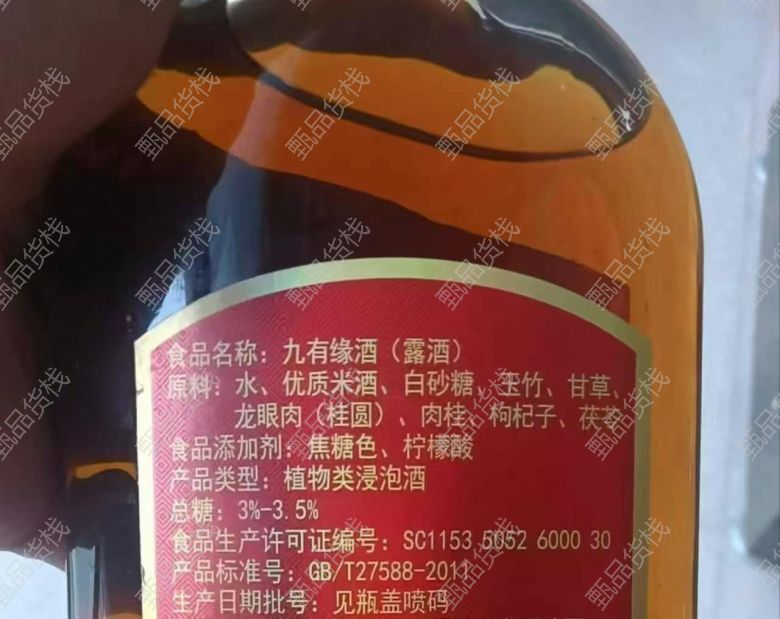 食品名称：九有缘酒（露酒）
原料：水、优质米酒、白砂糖、玉竹、甘草、
龙眼肉（桂圆）、肉桂、枸杞子、茯苓
食品添加剂：焦糖色、柠檬酸
产品类型：植物类浸泡酒
总糖：3%-3.5%
食品生产许可证编号：SC1153 5052 6000 30
产品标准号：GB/T27588-2011
生产日期批号：见瓶盖喷码
甄品货栈